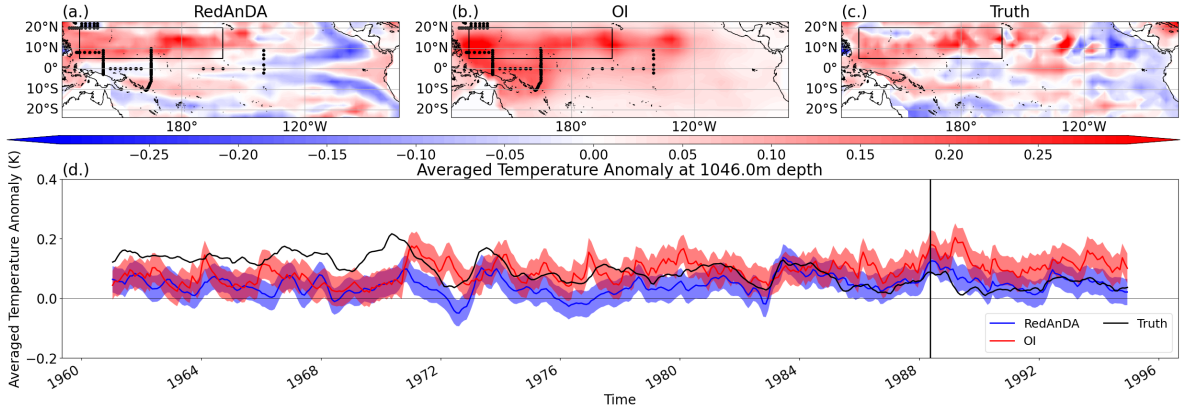 (a.) RedAnDA
(b.) OI
(c.) Truth
20°N
10°N
0°
10°S
20°S
180° 120°W
20°N
10°N
0°
10°S
20°S
180° 120°W
20°N
10°N
0°
10°S
20°S
180° 120°W
−0.25 −0.20 −0.15 −0.10 −0.05 0.00 0.05 0.10 0.15 0.20 0.25
(d.) Averaged Temperature Anomaly at 1046.0m depth
Averaged Temperature Anomaly (K)
0.4
0.2
0.0
−0.2
RedAnDA
OI
Truth
1960 1964 1968 1972 1976 1980 1984 1988 1992 1996
Time